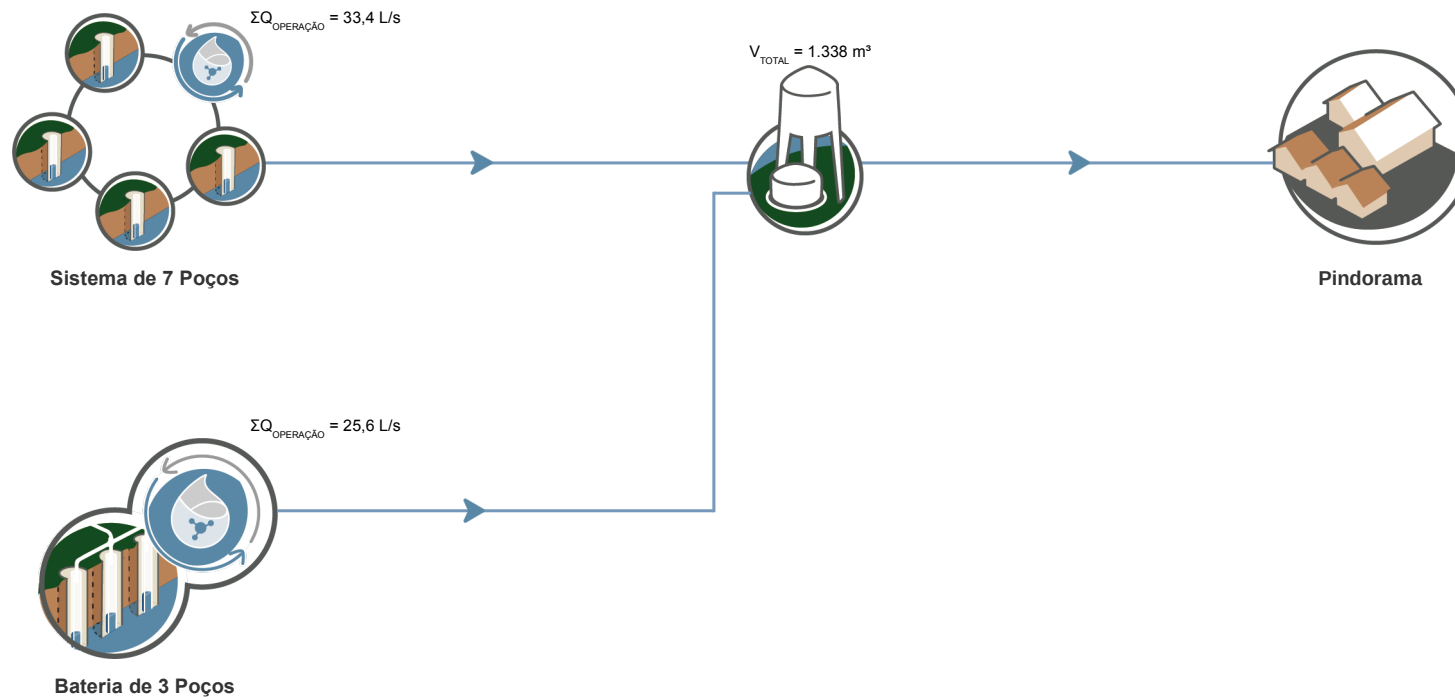 ΣQOPERAÇÃO = 33,4 L/s
VTOTAL = 1.338 m³
Sistema de 7 Poços
Pindorama
ΣQOPERAÇÃO = 25,6 L/s
Bateria de 3 Poços